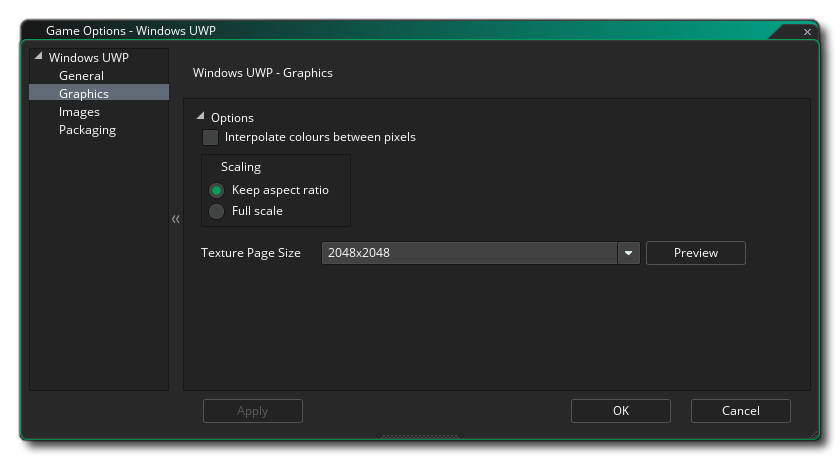 Game Options - Windows UWP
Windows UWP
General
Graphics
Images
Packaging
Windows UWP - Graphics
Options
Interpolate colours between pixels
Scaling
Keep aspect ratio
Full scale
Texture Page Size
2048x2048
Preview
Apply
OK
Cancel